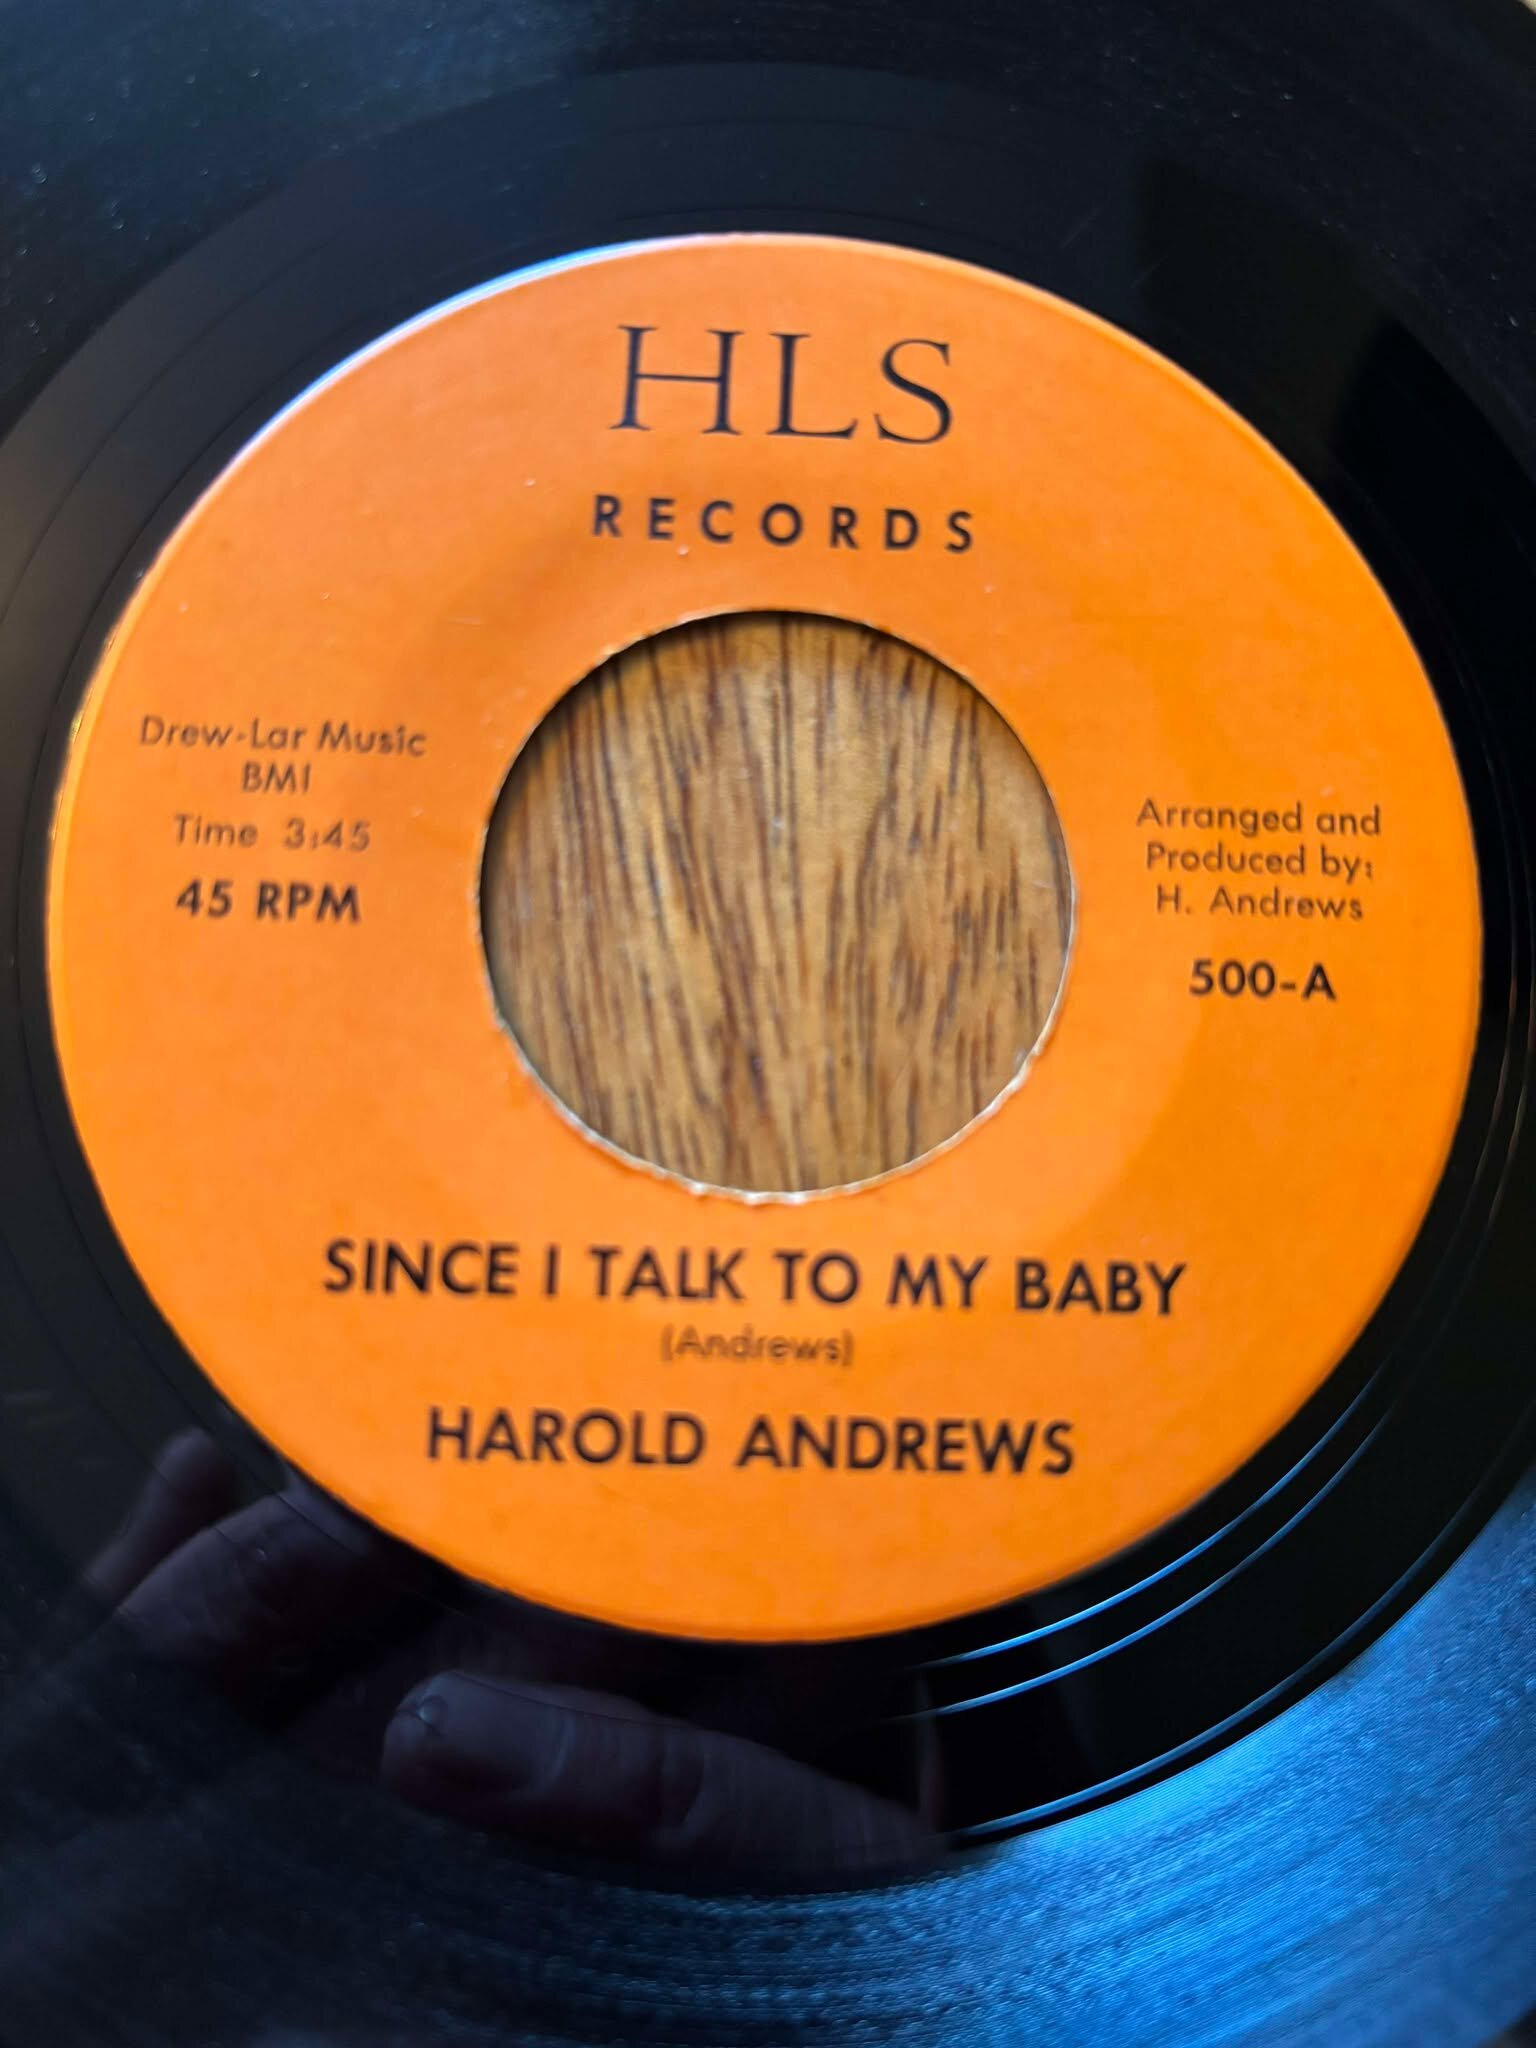 HLS
RECORDS
Drew-Lar Music
BMI
Time 3:45
45 RPM
Arranged and
Produced by:
H. Andrews
500-A
SINCE I TALK TO MY BABY
(Andrews)
HAROLD ANDREWS